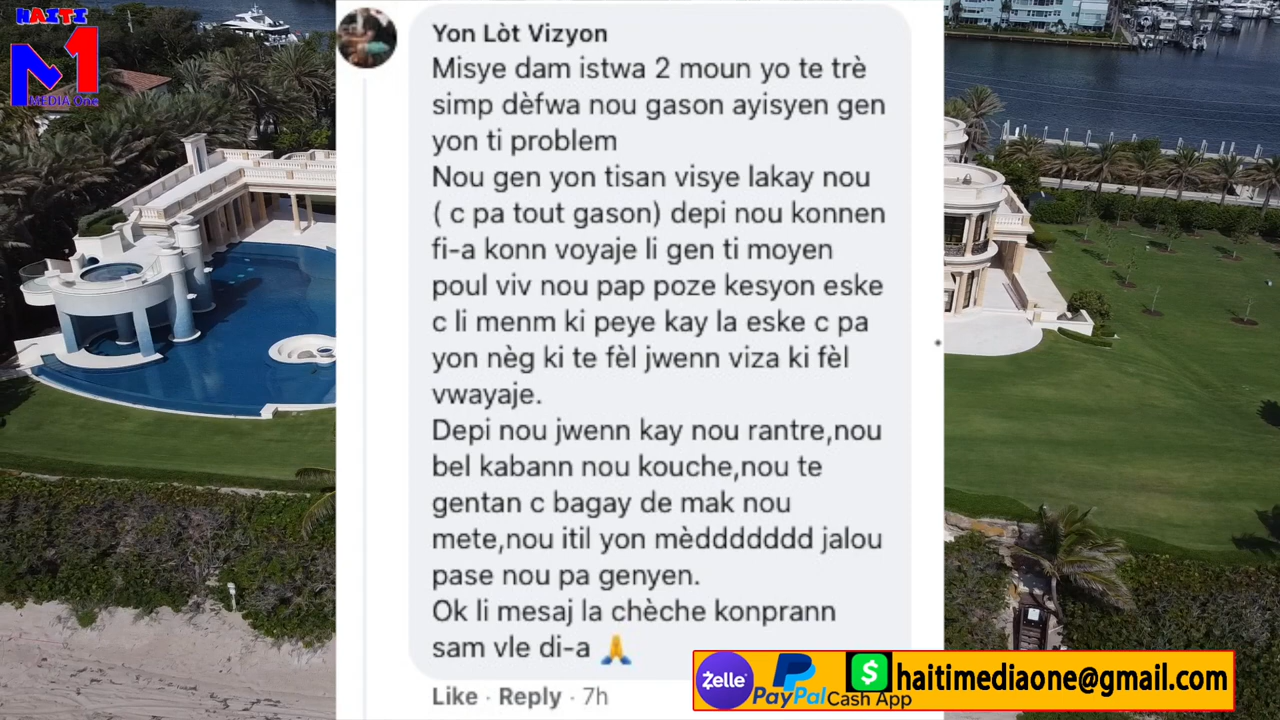 HAITI
M1
MEDIA One
Yon Lòt Vizyon
Misye dam istwa 2 moun yo te trè
simp dèfwa nou gason ayisyen gen
yon ti problem
Nou gen yon tisan visye lakay nou
( c pa tout gason) depi nou konnen
fi-a konn voyaje li gen ti moyen
poul viv nou pap poze kesyon eske
c li menm ki peye kay la eske c pa
yon nèg ki te fèl jwenn viza ki fèl
vwayaje.
Depi nou jwenn kay nou rantre,nou
bel kabann nou kouche,nou te
gentan c bagay de mak nou
mete,nou itil yon mèddddddd jalou
pase nou pa genyen.
Ok li mesaj la chèche konprann
sam vle di-a 🙏
Like · Reply · 7h
Zelle
PayPal
$
Cash App
haitimediaone@gmail.com